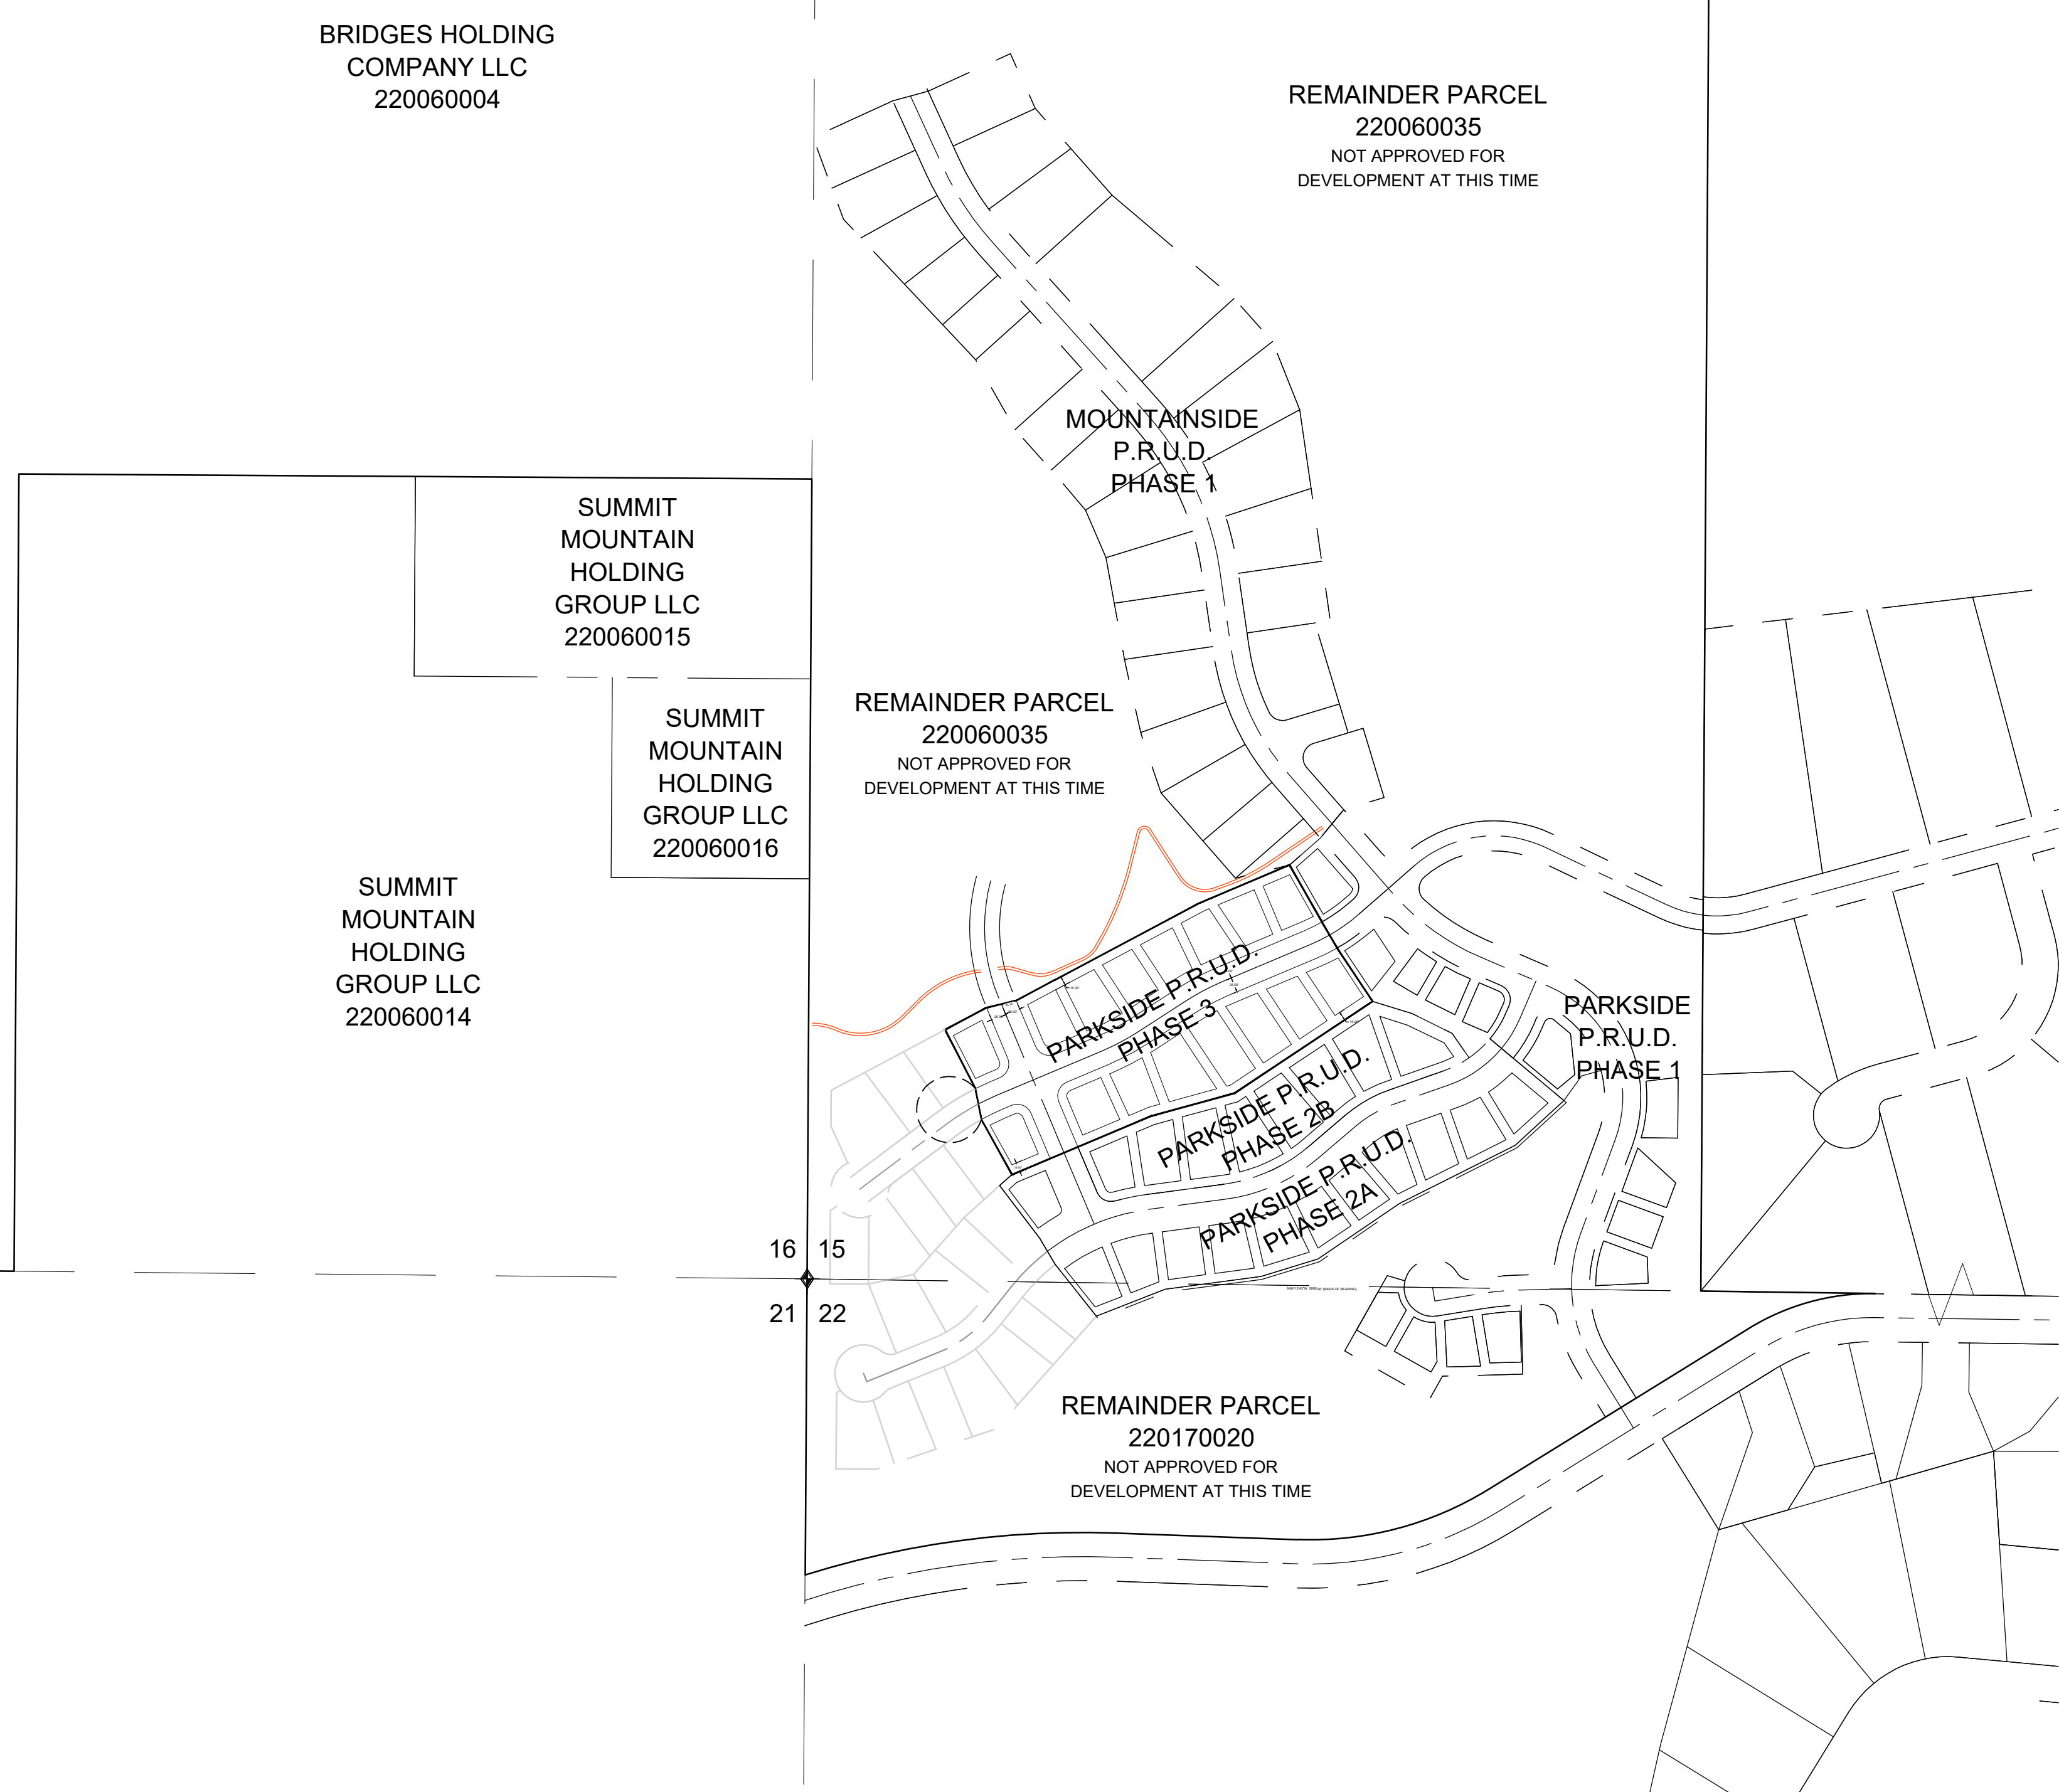 BRIDGES HOLDING
COMPANY LLC
220060004
REMAINDER PARCEL
220060035
NOT APPROVED FOR
DEVELOPMENT AT THIS TIME
MOUNTAINSIDE
P.R.U.D.
PHASE 1
SUMMIT
MOUNTAIN
HOLDING
GROUP LLC
220060015
SUMMIT
MOUNTAIN
HOLDING
GROUP LLC
220060016
REMAINDER PARCEL
220060035
NOT APPROVED FOR
DEVELOPMENT AT THIS TIME
SUMMIT
MOUNTAIN
HOLDING
GROUP LLC
220060014
PARKSIDE P.R.U.D.
PHASE 3
PARKSIDE
P.R.U.D.
PHASE 1
PARKSIDE P.R.U.D.
PHASE 2B
PARKSIDE P.R.U.D.
PHASE 2A
16 15
21 22
REMAINDER PARCEL
220170020
NOT APPROVED FOR
DEVELOPMENT AT THIS TIME